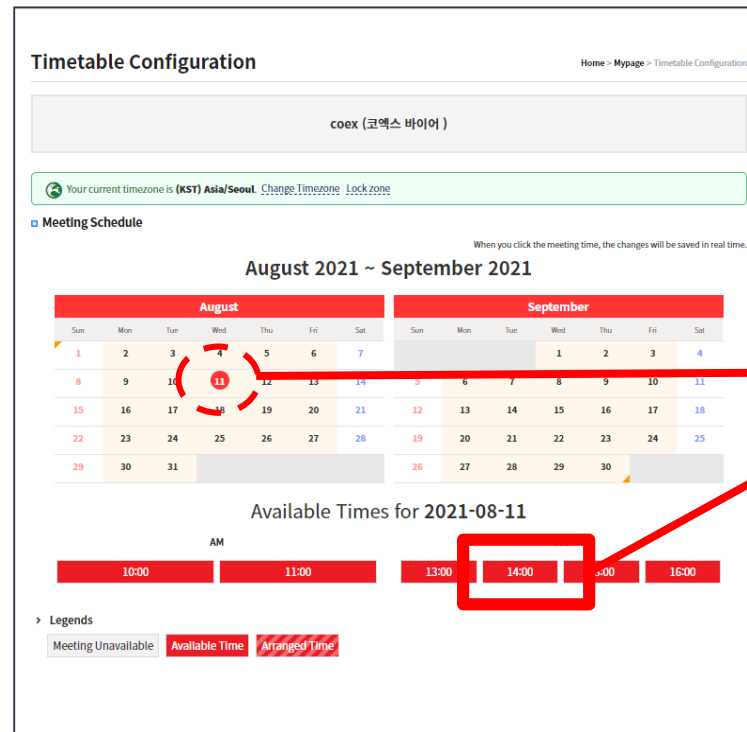 Timetable Configuration
Home > Mypage > Timetable Configuration
coex (코엑스 바이어 )
Your current timezone is (KST) Asia/Seoul. Change Timezone Lock zone
Meeting Schedule
When you click the meeting time, the changes will be saved in real time.
August 2021 ~ September 2021
August
Sun Mon Tue Wed Thu Fri Sat
1 2 3 4 5 6 7
8 9 10 11 12 13 14
15 16 17 18 19 20 21
22 23 24 25 26 27 28
29 30 31
September
Sun Mon Tue Wed Thu Fri Sat
1 2 3 4
5 6 7 8 9 10 11
12 13 14 15 16 17 18
19 20 21 22 23 24 25
26 27 28 29 30
Available Times for 2021-08-11
AM
10:00 11:00 13:00 14:00 16:00
> Legends
Meeting Unavailable Available Time Arranged Time